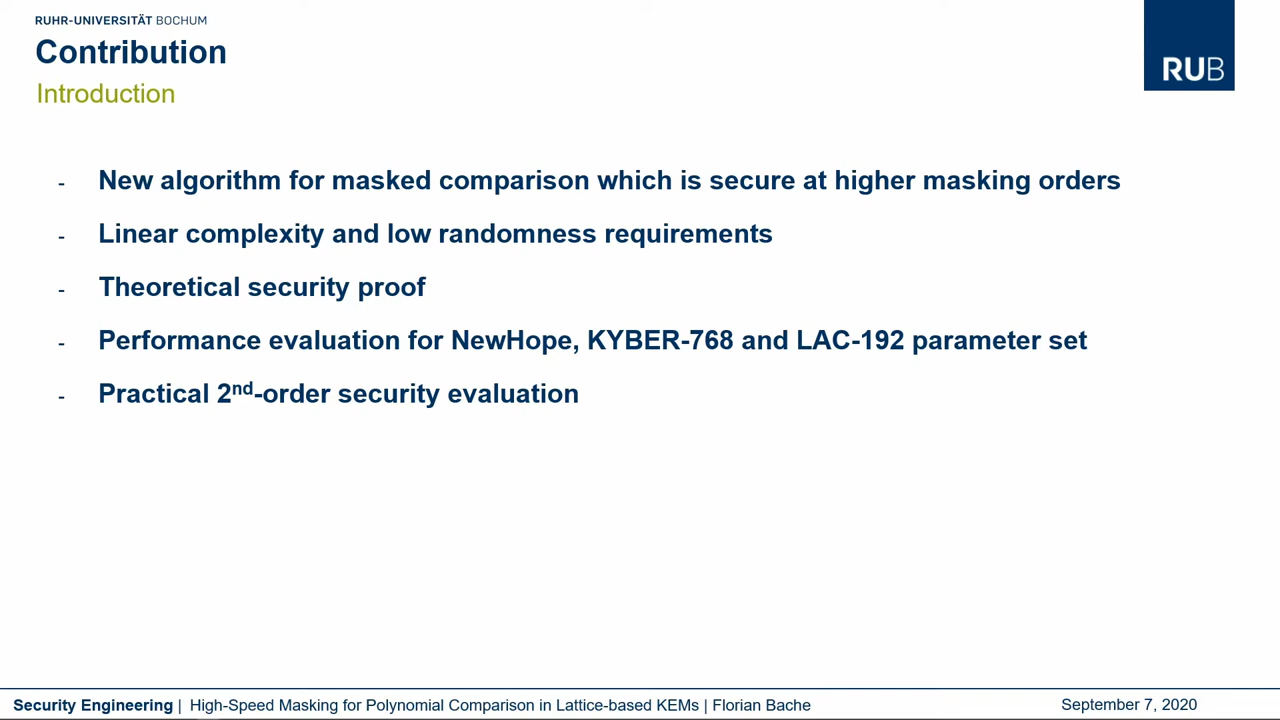 RUHR-UNIVERSITÄT BOCHUM
Contribution
Introduction
RUB
- New algorithm for masked comparison which is secure at higher masking orders
- Linear complexity and low randomness requirements
- Theoretical security proof
- Performance evaluation for NewHope, KYBER-768 and LAC-192 parameter set
- Practical 2nd-order security evaluation
Security Engineering | High-Speed Masking for Polynomial Comparison in Lattice-based KEMs | Florian Bache September 7, 2020